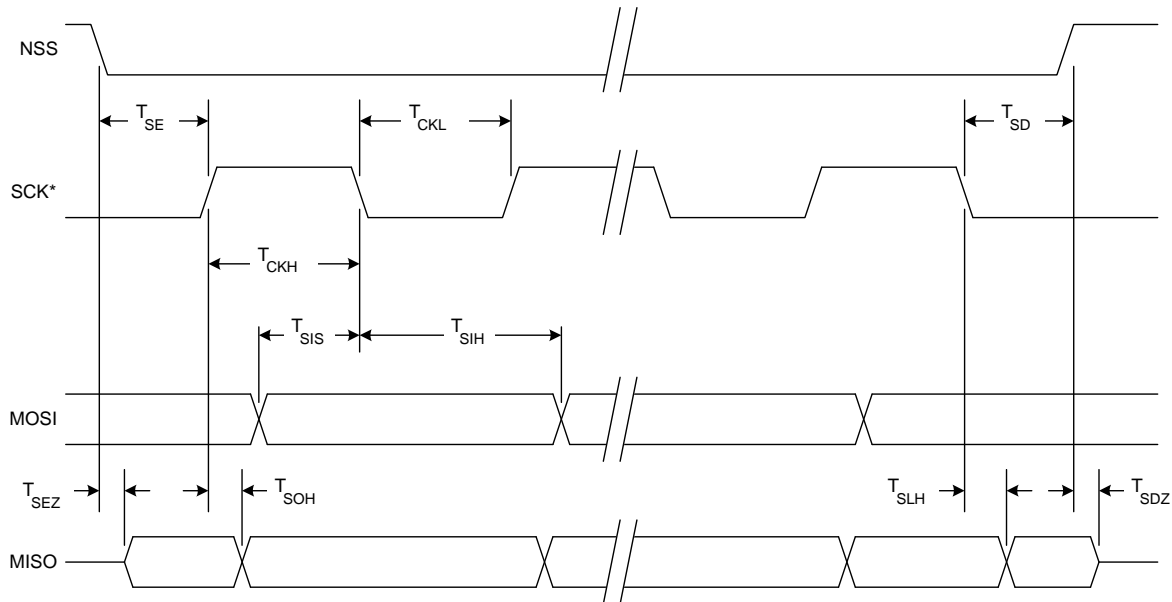 NSS
T_SE
T_CKL
T_SD
SCK*
T_CKH
T_SIS
T_SIH
MOSI
T_SEZ
T_SOH
T_SLH
T_SDZ
MISO